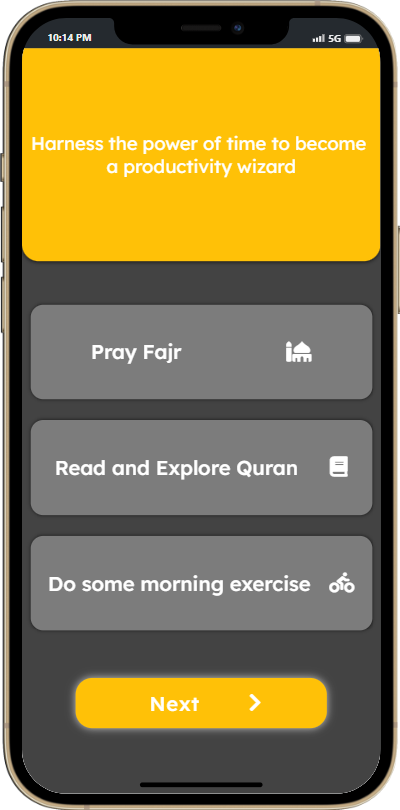 10:14 PM
5G
Harness the power of time to become
a productivity wizard
Pray Fajr
Read and Explore Quran
Do some morning exercise
Next